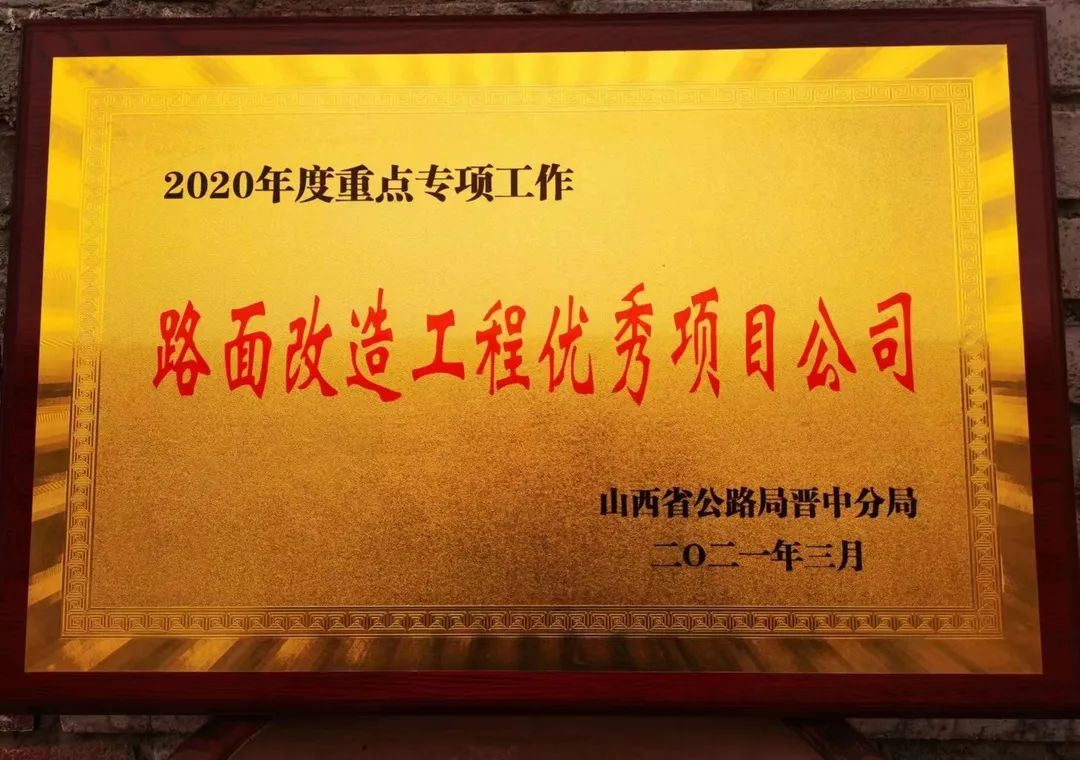 2020年度重点专项工作
路面改造工程优秀项目公司
山西省公路局晋中分局
二〇二一年三月